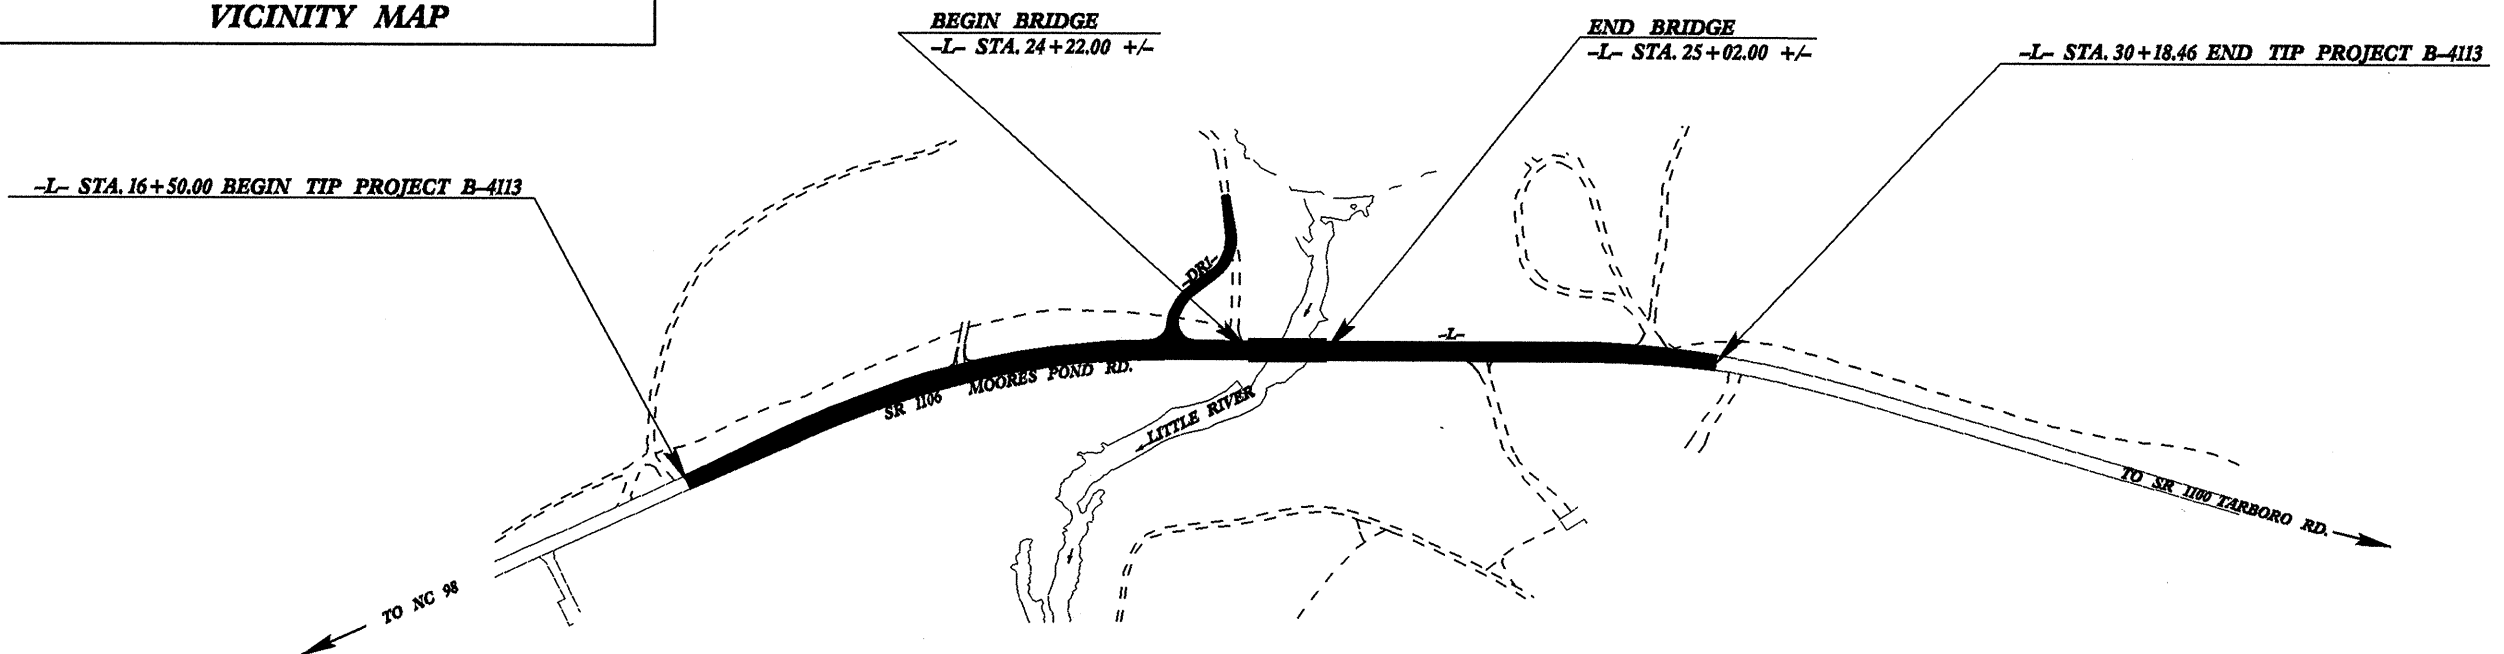 VICINITY MAP
BEGIN BRIDGE
-L- STA. 24+22.00 +/-
END BRIDGE
-L- STA. 25+02.00 +/-
-L- STA. 30+18.46 END TIP PROJECT B-4113
-L- STA. 16+50.00 BEGIN TIP PROJECT B-4113
-DR1-
-L-
SR 1106 MOORES POND RD.
LITTLE RIVER
TO SR 1100 TARBORO RD.
TO NC 98